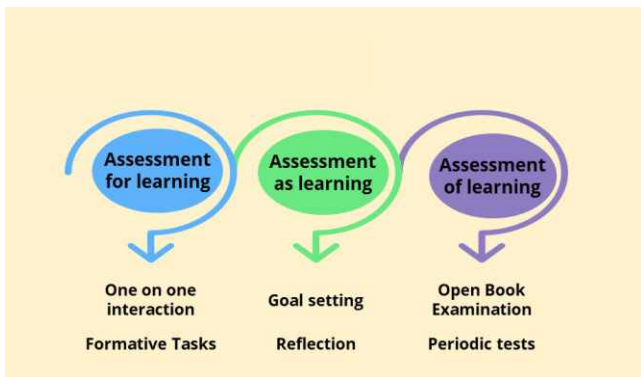 Assessment
for learning
Assessment
as learning
Assessment
of learning
One on one
interaction
Formative Tasks
Goal setting
Reflection
Open Book
Examination
Periodic tests